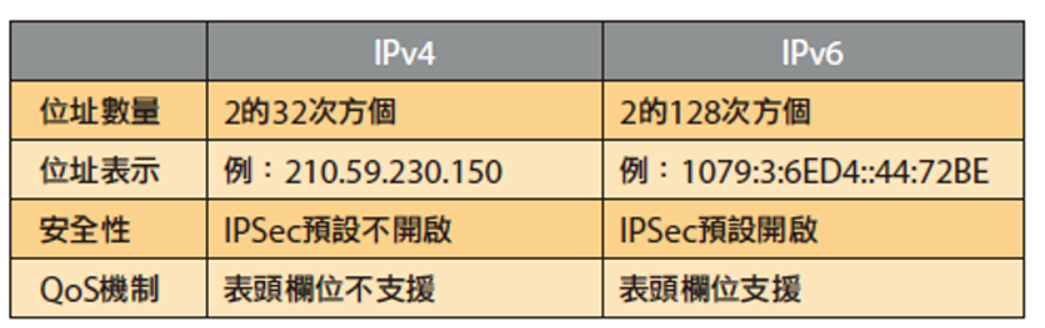 IPv4 IPv6
位址數量 2的32次方個 2的128次方個
位址表示 例：210.59.230.150 例：1079:3:6ED4::44:72BE
安全性 IPSec預設不開啟 IPSec預設開啟
QoS機制 表頭欄位不支援 表頭欄位支援